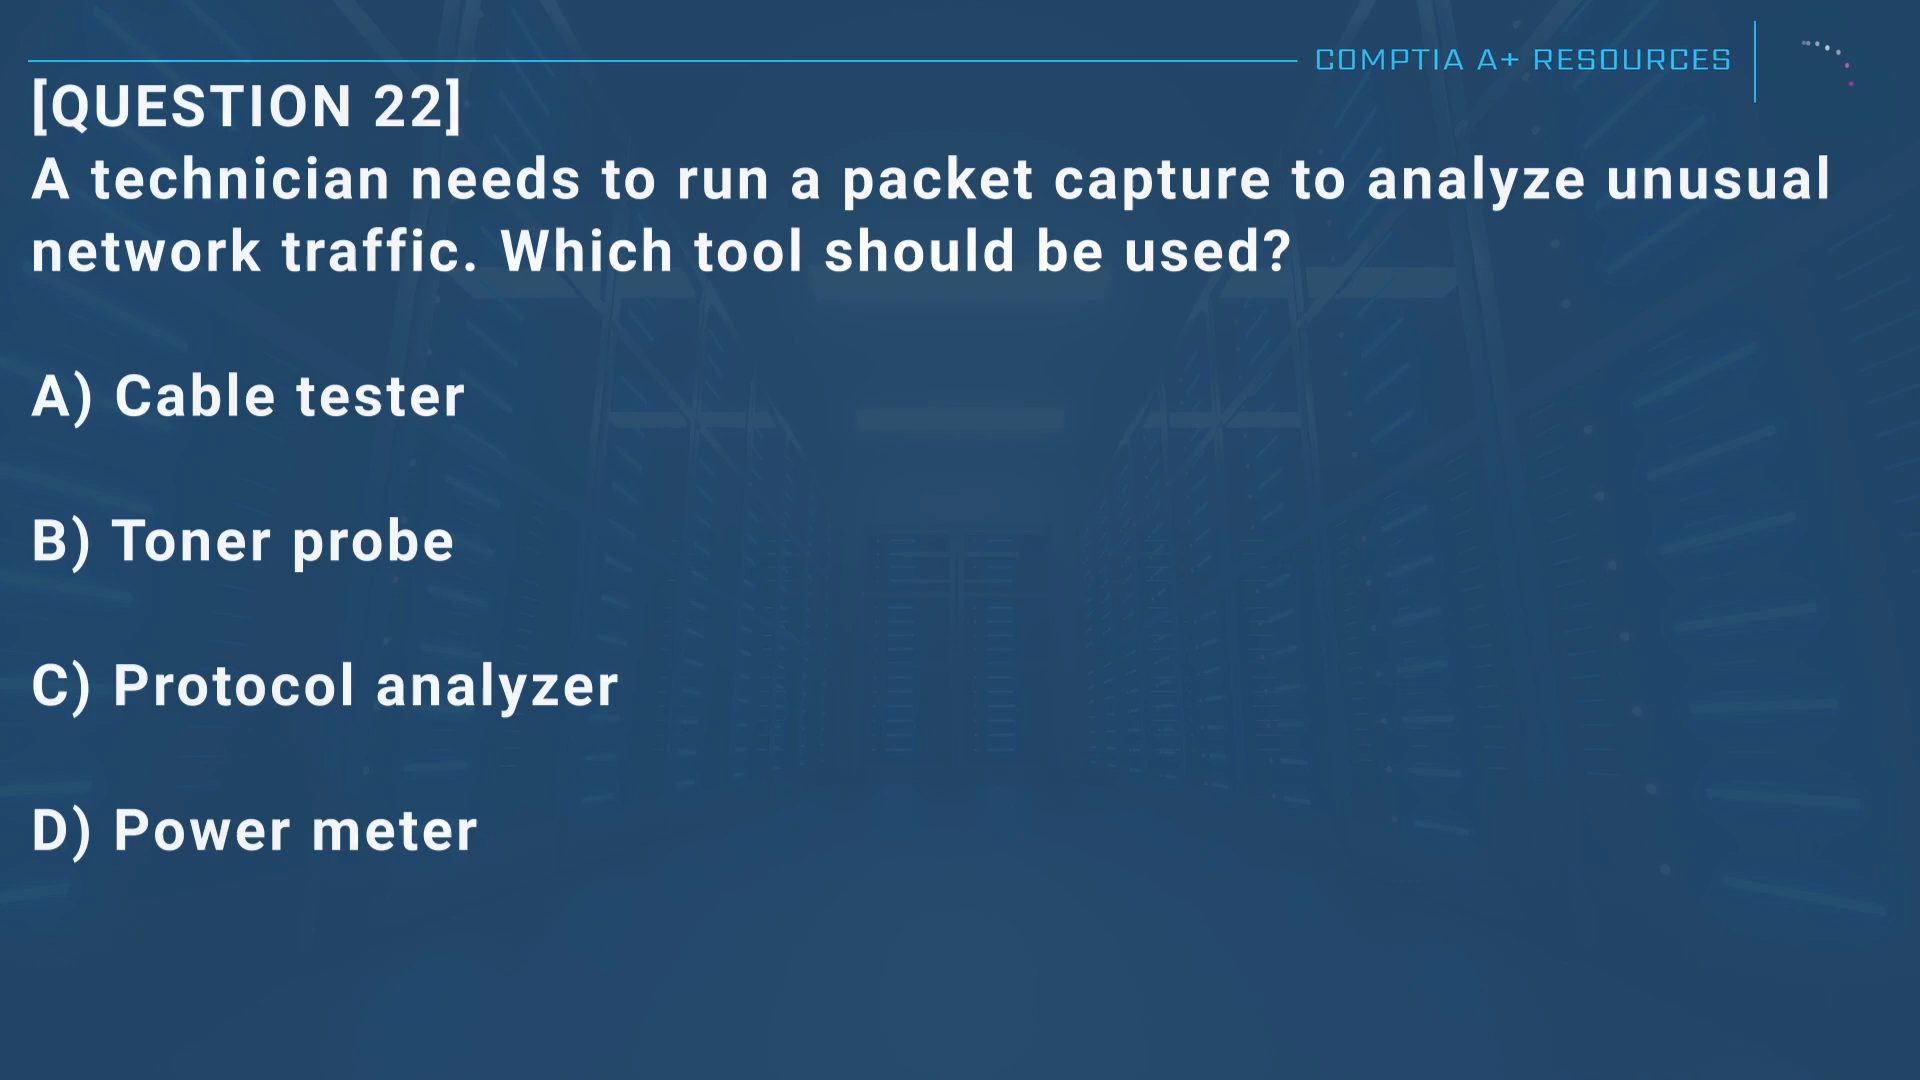 COMPTIA A+ RESOURCES
[QUESTION 22]
A technician needs to run a packet capture to analyze unusual
network traffic. Which tool should be used?
A) Cable tester
B) Toner probe
C) Protocol analyzer
D) Power meter